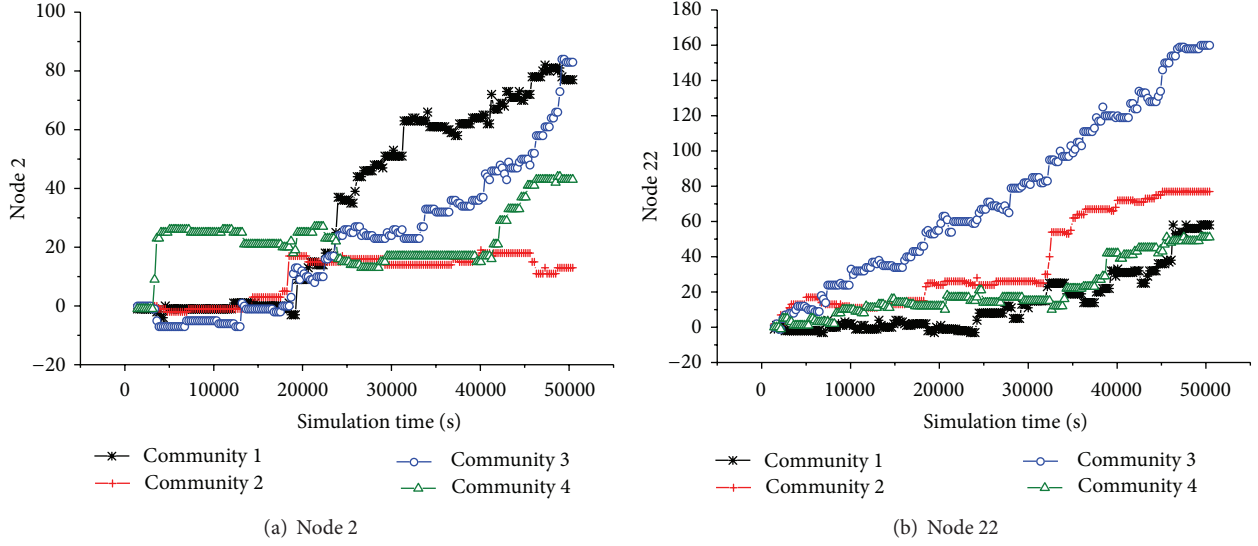 100
80
60
40
20
0
−20
Node 2
0
10000
20000
30000
40000
50000
Simulation time (s)
Community 1
Community 2
Community 3
Community 4
(a) Node 2
180
160
140
120
100
80
60
40
20
0
−20
Node 22
0
10000
20000
30000
40000
50000
Simulation time (s)
Community 1
Community 2
Community 3
Community 4
(b) Node 22